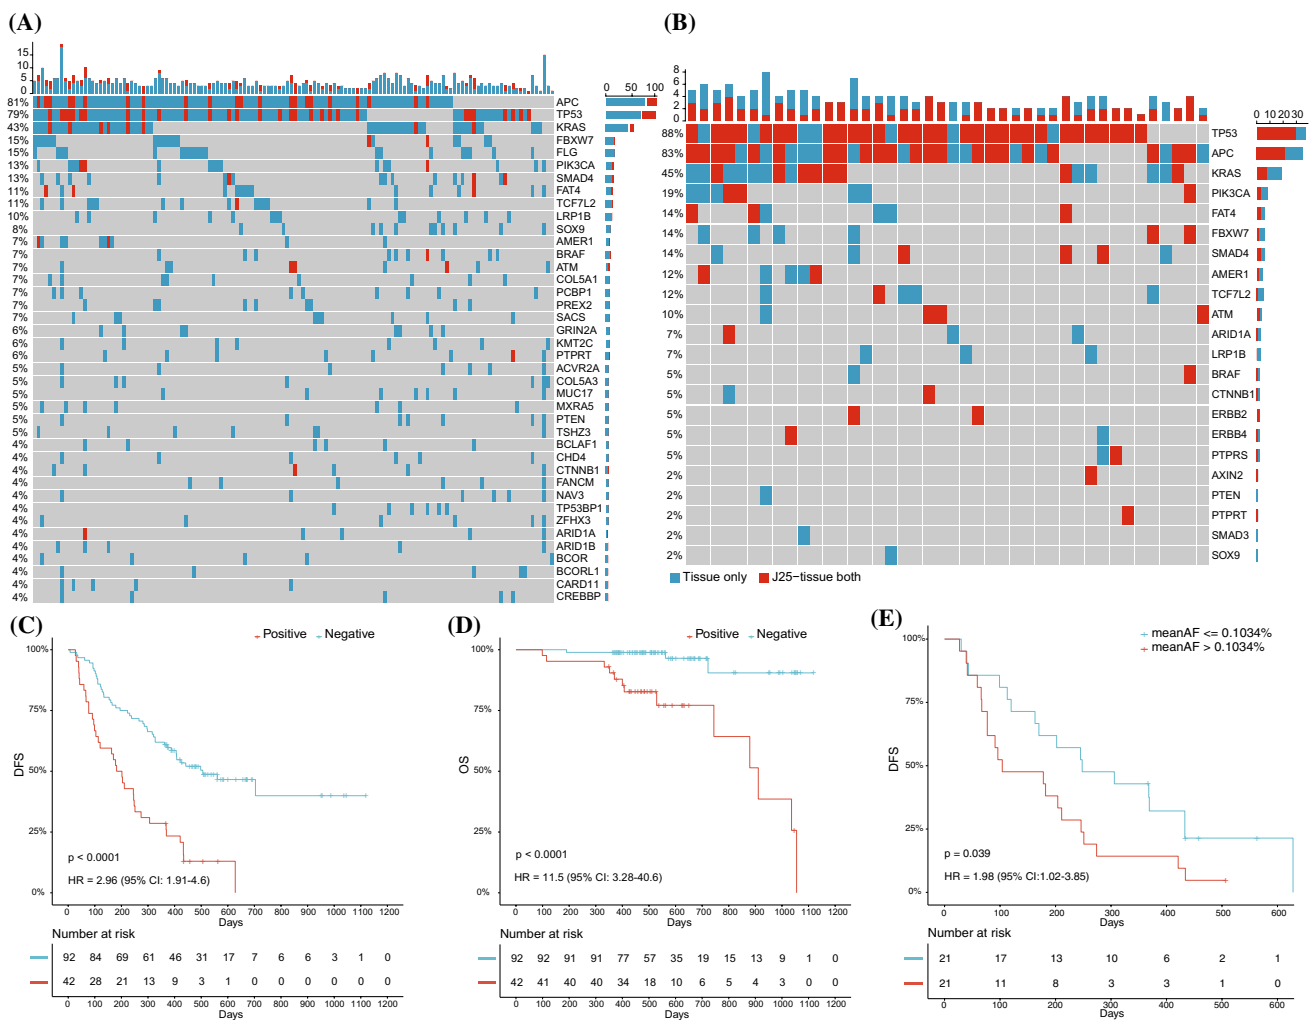 (A)
15
10
5
0
0 50 100
81% APC
79% TP53
43% KRAS
15% FBXW7
15% FLG
13% PIK3CA
13% SMAD4
11% FAT4
11% TCF7L2
10% LRP1B
8% SOX9
7% AMER1
7% BRAF
7% ATM
7% COL5A1
7% PCBP1
7% PREX2
7% SACS
6% GRIN2A
6% KMT2C
6% PTPRT
5% ACVR2A
5% COL5A3
5% MUC17
5% MXRA5
5% PTEN
5% TSHZ3
4% BCLAF1
4% CHD4
4% CTNNB1
4% FANCM
4% NAV3
4% TP53BP1
4% ZFHX3
4% ARID1A
4% ARID1B
4% BCOR
4% BCORL1
4% CARD11
4% CREBBP
(B)
8
6
4
2
0
0 10 20 30
88% TP53
83% APC
45% KRAS
19% PIK3CA
14% FAT4
14% FBXW7
14% SMAD4
12% AMER1
12% TCF7L2
10% ATM
7% ARID1A
7% LRP1B
5% BRAF
5% CTNNB1
5% ERBB2
5% ERBB4
5% PTPRS
2% AXIN2
2% PTEN
2% PTPRT
2% SMAD3
2% SOX9
Tissue only J25-tissue both
(C)
Positive Negative
100%
75%
50%
25%
0%
DFS
p < 0.0001
HR = 2.96 (95% CI: 1.91-4.6)
0 100 200 300 400 500 600 700 800 900 1000 1100 1200
Days
Number at risk
92 84 69 61 46 31 17 7 6 6 3 1 0
42 28 21 13 9 3 1 0 0 0 0 0 0
0 100 200 300 400 500 600 700 800 900 1000 1100 1200
Days
(D)
Positive Negative
100%
75%
50%
25%
0%
OS
p < 0.0001
HR = 11.5 (95% CI: 3.28-40.6)
0 100 200 300 400 500 600 700 800 900 1000 1100 1200
Days
Number at risk
92 92 91 91 77 57 35 19 15 13 9 1 0
42 41 40 40 34 18 10 6 5 4 3 0 0
0 100 200 300 400 500 600 700 800 900 1000 1100 1200
Days
(E)
meanAF <= 0.1034%
meanAF > 0.1034%
100%
75%
50%
25%
0%
DFS
p = 0.039
HR = 1.98 (95% CI:1.02-3.85)
0 100 200 300 400 500 600
Days
Number at risk
21 17 13 10 6 2 1
21 11 8 3 3 1 0
0 100 200 300 400 500 600
Days